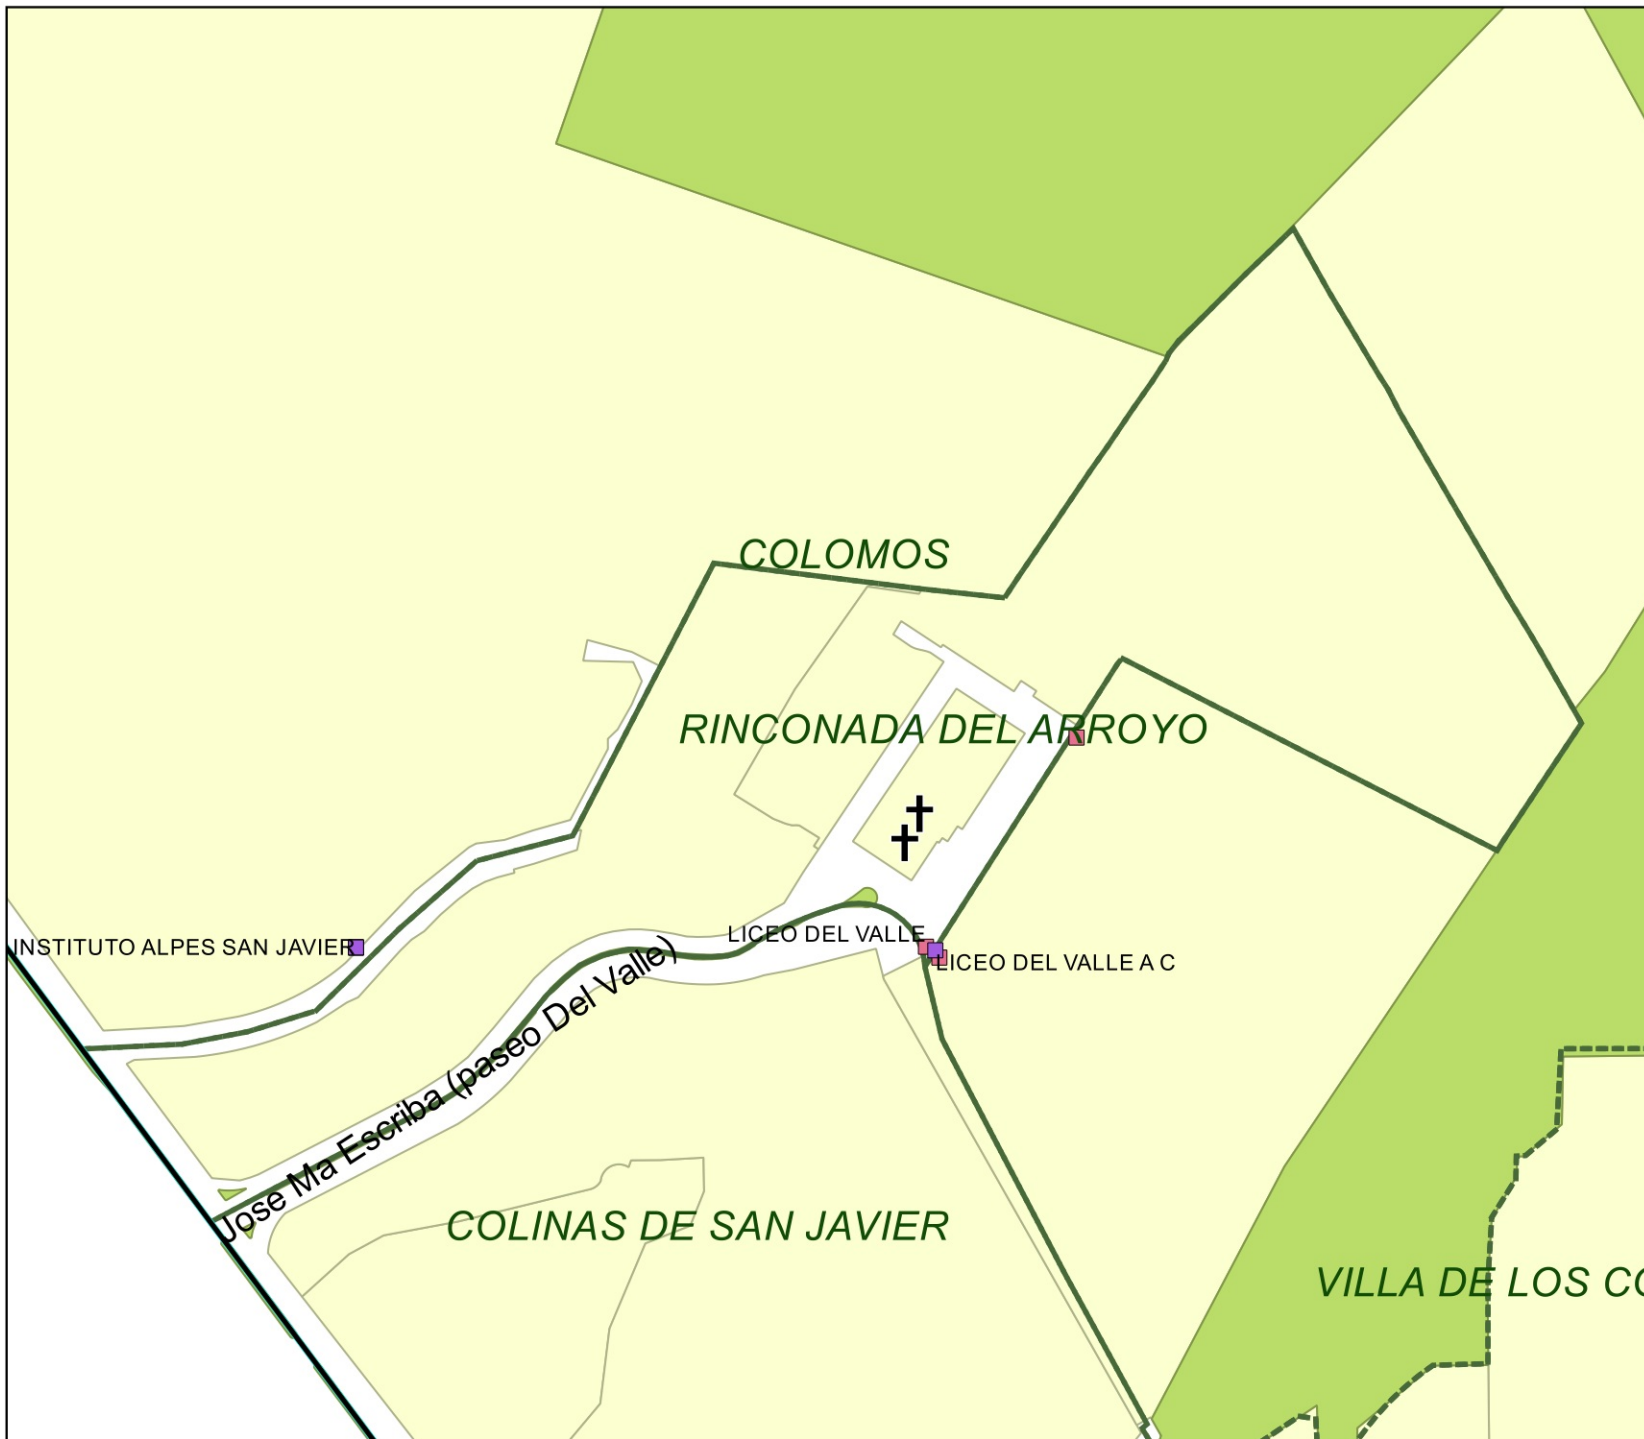 COLOMOS
RINCONADA DEL ARROYO
LICEO DEL VALLE
INSTITUTO ALPES SAN JAVIER
LICEO DEL VALLE A C
Jose Ma Escriba (paseo Del Valle)
COLINAS DE SAN JAVIER
VILLA DE LOS CO